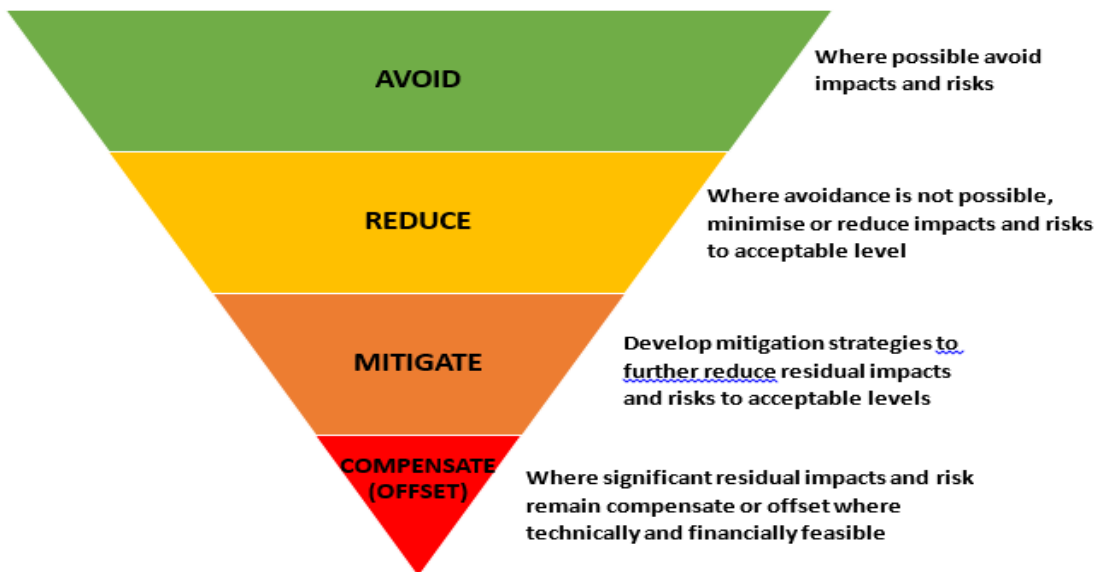 AVOID
Where possible avoid
impacts and risks
REDUCE
Where avoidance is not possible,
minimise or reduce impacts and risks
to acceptable level
MITIGATE
Develop mitigation strategies to
further reduce residual impacts
and risks to acceptable levels
COMPENSATE
(OFFSET)
Where significant residual impacts and risk
remain compensate or offset where
technically and financially feasible